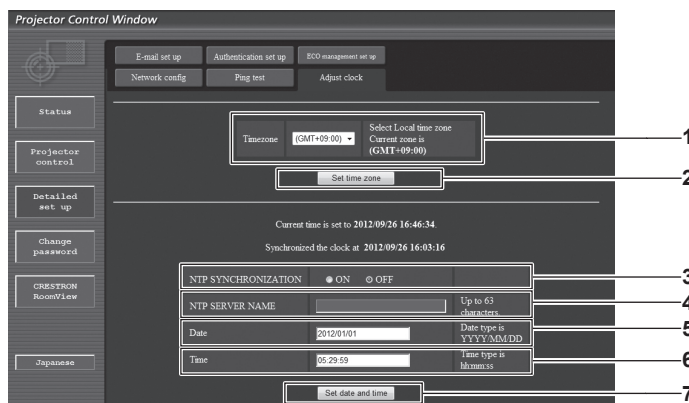 Projector Control Window
E-mail set up
Authentication set up
ECO management set up
Network config
Ping test
Adjust clock
Status
Projector
control
Detailed
set up
Change
password
CRESTRON
RoomView
Japanese
Timezone
(GMT+09:00)
Select Local time zone
Current zone is
(GMT+09:00)
1
Set time zone
2
Current time is set to 2012/09/26 16:46:34.
Synchronized the clock at 2012/09/26 16:03:16
NTP SYNCHRONIZATION ON OFF
3
NTP SERVER NAME
Up to 63
characters.
4
Date
2012/01/01
Date type is
YYYY/MM/DD
5
Time
05:29:59
Time type is
hh:mm:ss
6
Set date and time
7